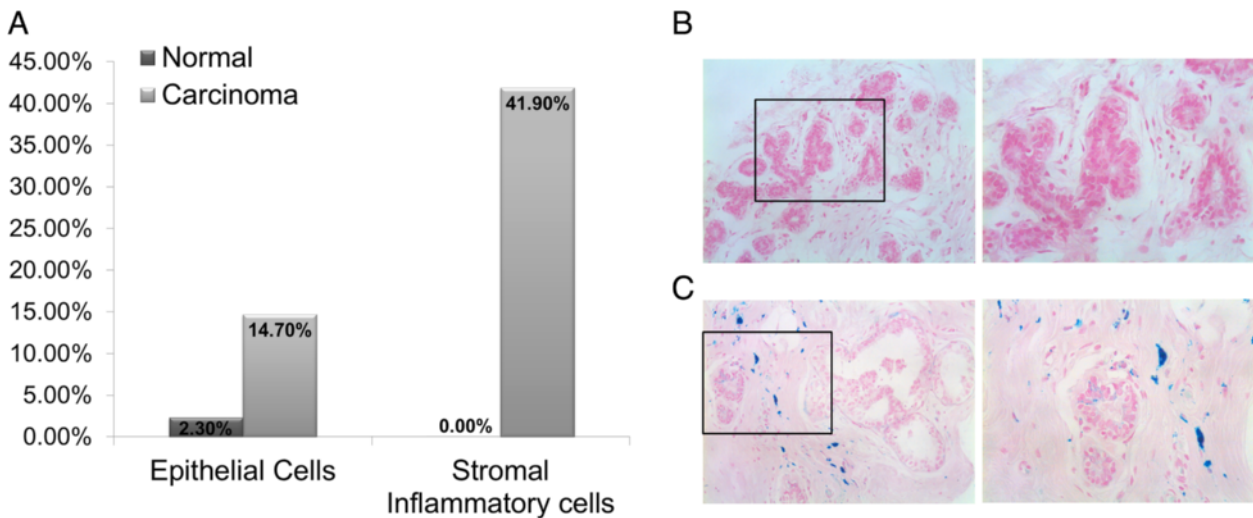 A
45.00%
40.00%
35.00%
30.00%
25.00%
20.00%
15.00%
10.00%
5.00%
0.00%
Normal
Carcinoma
2.30%
14.70%
0.00%
41.90%
Epithelial Cells
Stromal
Inflammatory cells
B
C